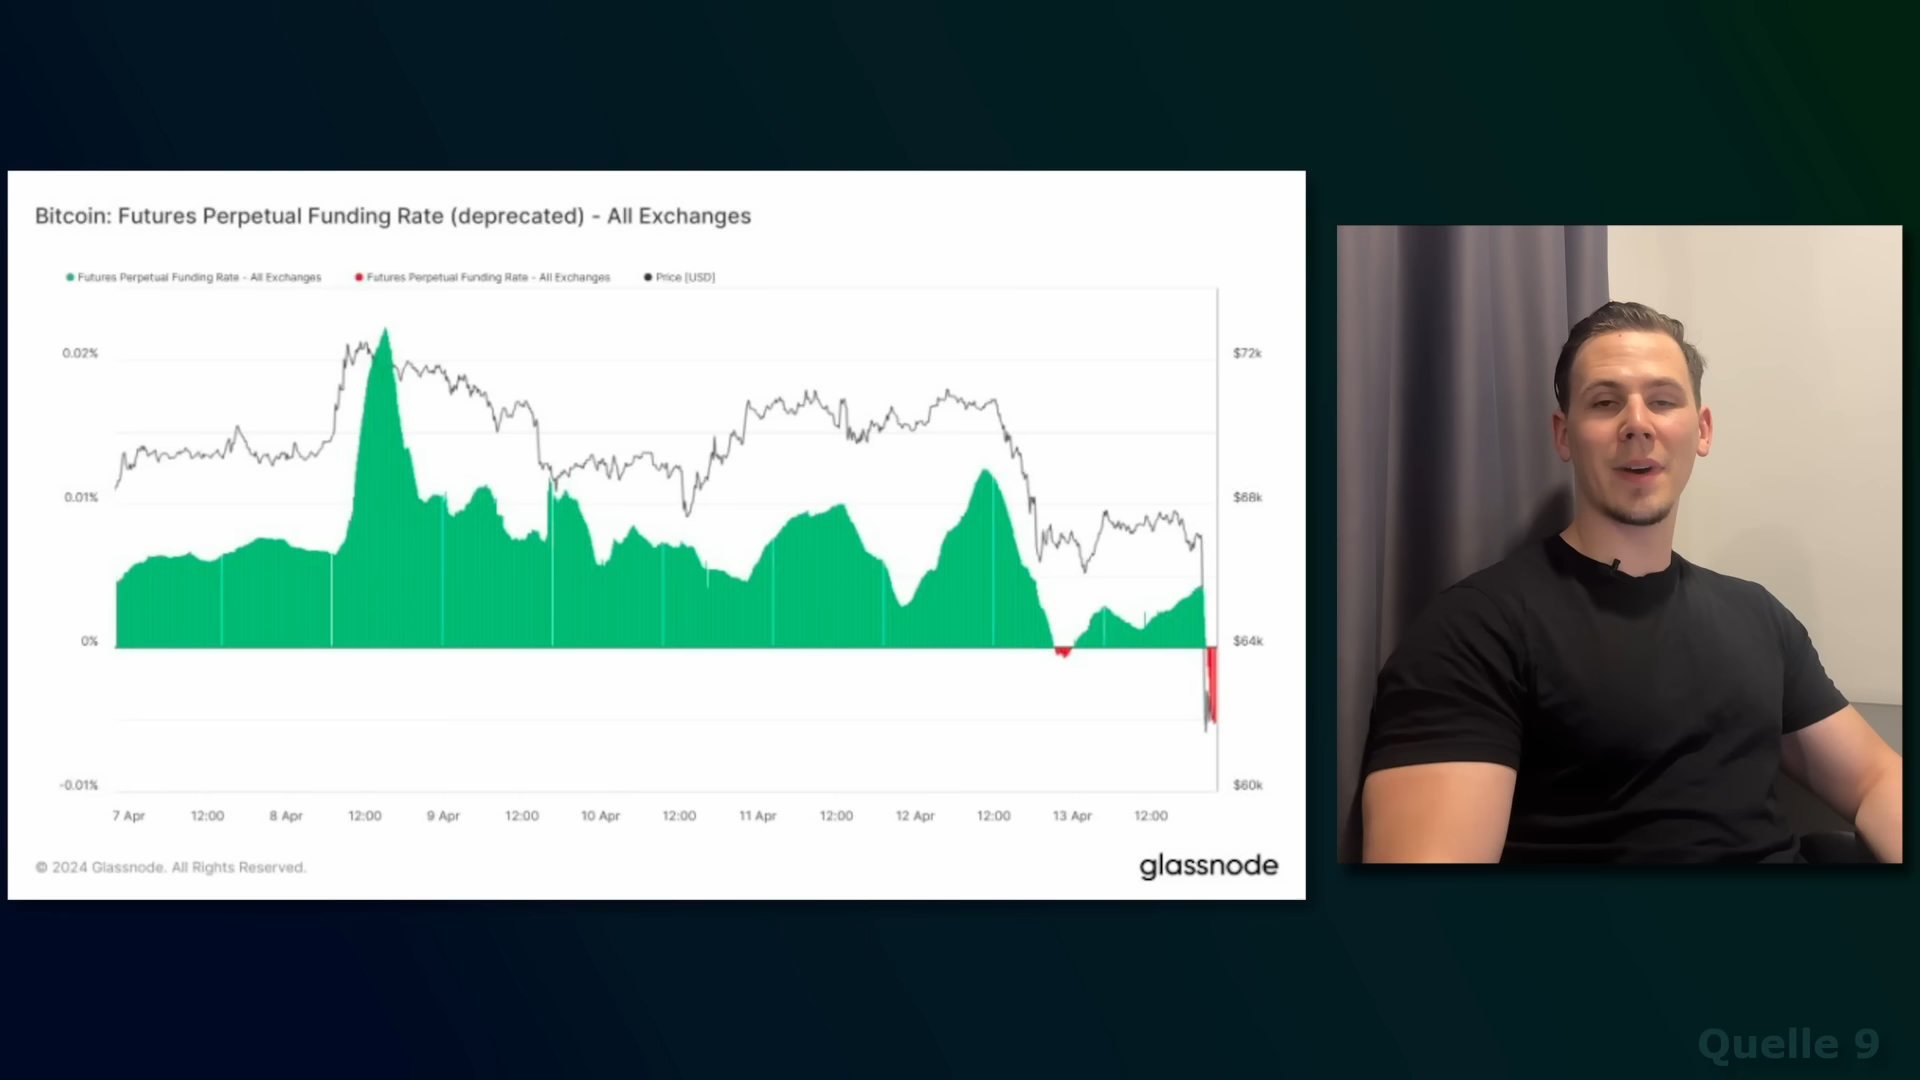 Bitcoin: Futures Perpetual Funding Rate (deprecated) - All Exchanges
Futures Perpetual Funding Rate - All Exchanges Futures Perpetual Funding Rate - All Exchanges Price [USD]
0.02% $72k
0.01% $68k
0% $64k
-0.01% $60k
7 Apr 12:00 8 Apr 12:00 9 Apr 12:00 10 Apr 12:00 11 Apr 12:00 12 Apr 12:00 13 Apr 12:00
© 2024 Glassnode. All Rights Reserved.
glassnode
Quelle 9